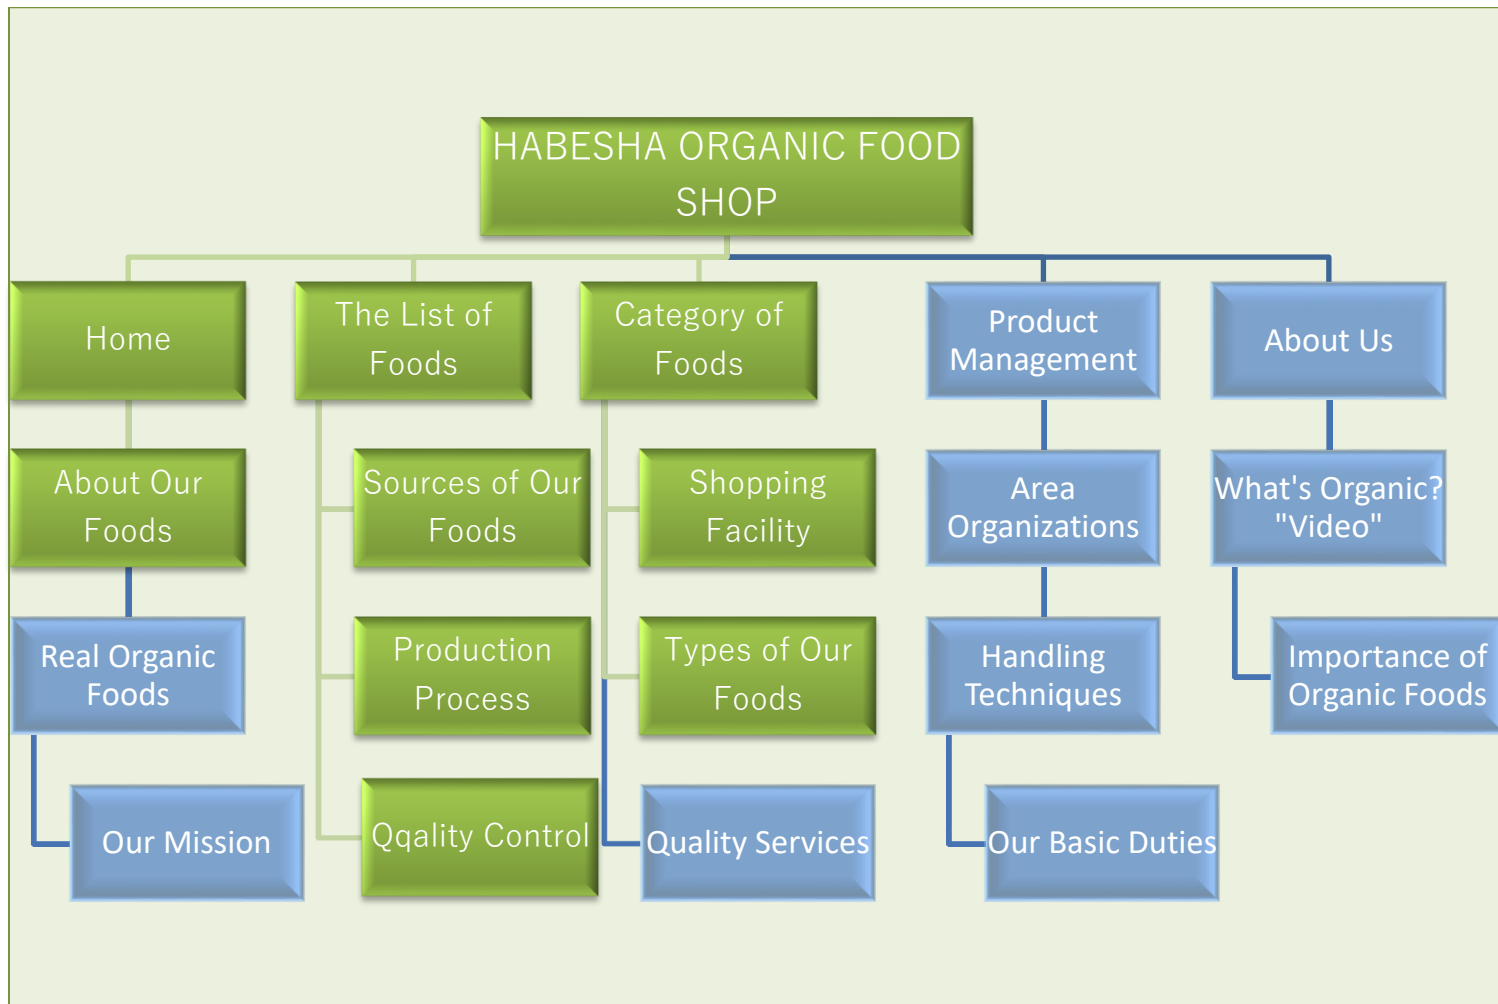 HABESHA ORGANIC FOOD
SHOP
Home
The List of
Foods
Category of
Foods
Product
Management
About Us
About Our
Foods
Sources of Our
Foods
Shopping
Facility
Area
Organizations
What's Organic?
"Video"
Real Organic
Foods
Production
Process
Types of Our
Foods
Handling
Techniques
Importance of
Organic Foods
Our Mission
Qqality Control
Quality Services
Our Basic Duties